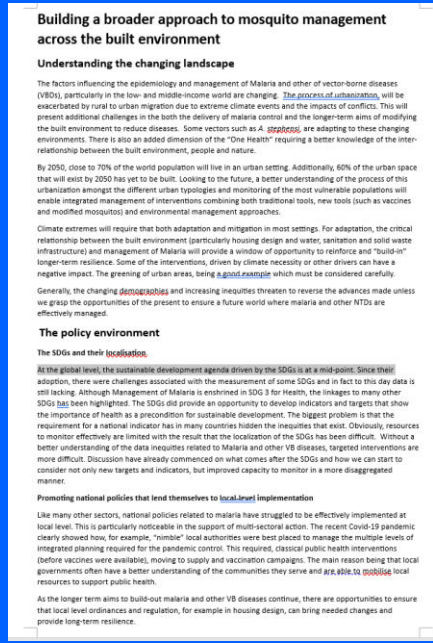 Building a broader approach to mosquito management
across the built environment
Understanding the changing landscape
The factors influencing the epidemiology and management of Malaria and other of vector-borne diseases
(VBDs), particularly in the low- and middle-income world are changing. The process of urbanization, will be
exacerbated by rural to urban migration due to extreme climate events and the impacts of conflicts. This will
present additional challenges in the both the delivery of malaria control and the longer-term aims of modifying
the built environment to reduce diseases. Some vectors such as A. stephensi, are adapting to these changing
environments. There is also an added dimension of the "One Health" requiring a better knowledge of the inter-
relationship between the built environment, people and nature.
By 2050, close to 70% of the world population will live in an urban setting. Additionally, 60% of the urban space
that will exist by 2050 has yet to be built. Looking to the future, a better understanding of the process of this
urbanization amongst the different urban typologies and monitoring of the most vulnerable populations will
enable integrated management of interventions combining both traditional tools, new tools (such as vaccines
and modified mosquitos) and environmental management approaches.
Climate extremes will require that both adaptation and mitigation in most settings. For adaptation, the critical
relationship between the built environment (particularly housing design and water, sanitation and solid waste
infrastructure) and management of Malaria will provide a window of opportunity to reinforce and "build-in"
longer-term resilience. Some of the interventions, driven by climate necessity or other drivers can have a
negative impact. The greening of urban areas, being a good example which must be considered carefully.
Generally, the changing demographies and increasing inequities threaten to reverse the advances made unless
we grasp the opportunities of the present to ensure a future world where malaria and other NTDs are
effectively managed.
The policy environment
The SDGs and their localisation
At the global level, the sustainable development agenda driven by the SDGs is at a mid-point. Since their
adoption, there were challenges associated with the measurement of some SDGs and in fact to this day data is
still lacking. Although Management of Malaria is enshrined in SDG 3 for Health, the linkages to many other
SDGs has been highlighted. The SDGs did provide an opportunity to develop indicators and targets that show
the importance of health as a precondition for sustainable development. The biggest problem is that the
requirement for a national indicator has in many countries hidden the inequities that exist. Obviously, resources
to monitor effectively are limited with the result that the localization of the SDGs has been difficult. Without a
better understanding of the data inequities related to Malaria and other VB diseases, targeted interventions are
more difficult. Discussion have already commenced on what comes after the SDGs and how we can start to
consider not only new targets and indicators, but improved capacity to monitor in a more disaggregated
manner.
Promoting national policies that lend themselves to local-level implementation
Like many other sectors, national policies related to malaria have struggled to be effectively implemented at
local level. This is particularly noticeable in the support of multi-sectoral action. The recent Covid-19 pandemic
clearly showed how, for example, "nimble" local authorities were best placed to manage the multiple levels of
integrated planning required for the pandemic control. This required, classical public health interventions
(before vaccines were available), moving to supply and vaccination campaigns. The main reason being that local
governments often have a better understanding of the communities they serve and are able to mobilise local
resources to support public health.
As the longer term aims to build-out malaria and other VB diseases continue, there are opportunities to ensure
that local level ordinances and regulation, for example in housing design, can bring needed changes and
provide long-term resilience.